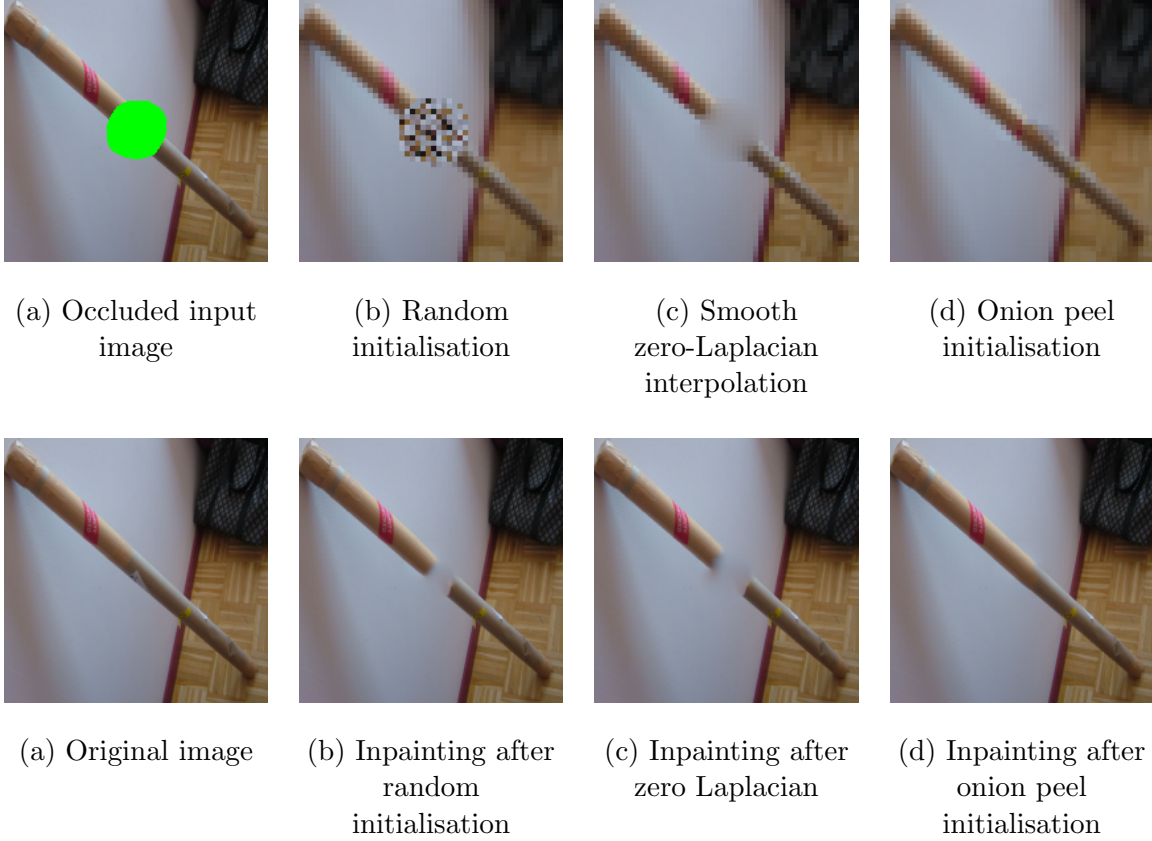 (a) Occluded input
image
(b) Random
initialisation
(c) Smooth
zero-Laplacian
interpolation
(d) Onion peel
initialisation
(a) Original image
(b) Inpainting after
random
initialisation
(c) Inpainting after
zero Laplacian
(d) Inpainting after
onion peel
initialisation